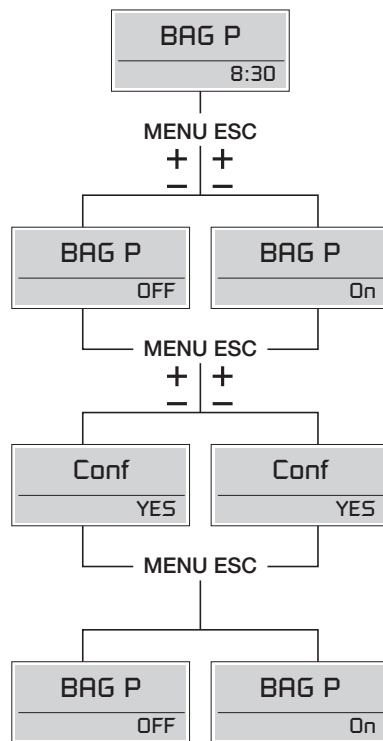 BAG P
8:30
MENU ESC
+ +
– –
BAG P BAG P
OFF On
MENU ESC
+ +
– –
Conf Conf
YES YES
MENU ESC
BAG P BAG P
OFF On